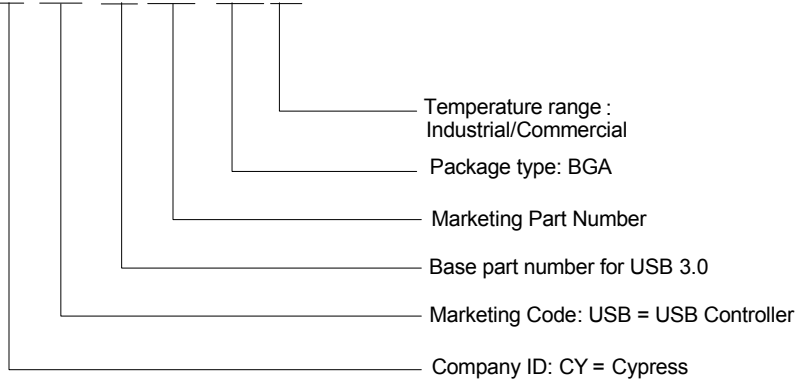 Temperature range :
Industrial/Commercial
Package type: BGA
Marketing Part Number
Base part number for USB 3.0
Marketing Code: USB = USB Controller
Company ID: CY = Cypress